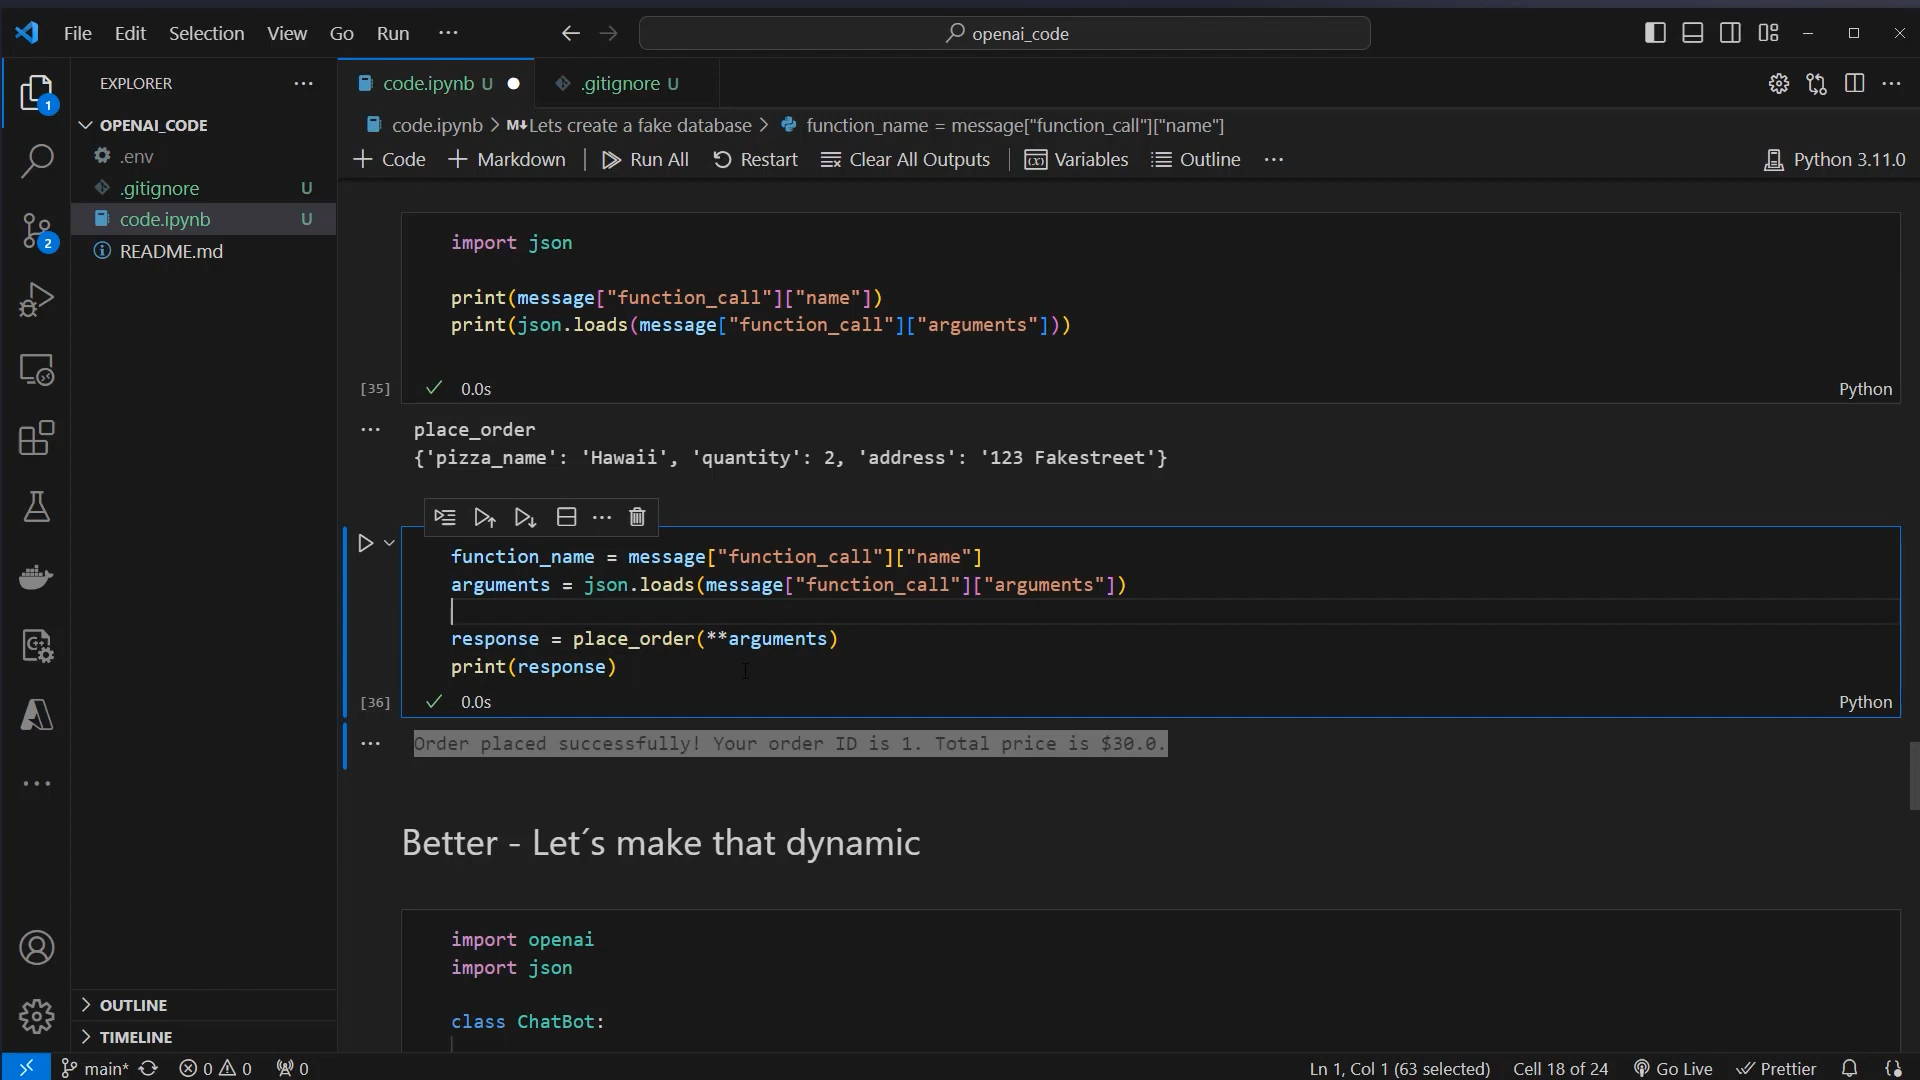 File Edit Selection View Go Run ··· openai_code
EXPLORER ···
OPENAI_CODE
.env
.gitignore U
code.ipynb U
README.md
OUTLINE
TIMELINE
1
2
code.ipynb U .gitignore U
code.ipynb > M↓Lets create a fake database > function_name = message["function_call"]["name"]
+ Code + Markdown Run All Restart Clear All Outputs Variables Outline ··· Python 3.11.0
import json
print(message["function_call"]["name"])
print(json.loads(message["function_call"]["arguments"]))
[35] 0.0s Python
place_order
{'pizza_name': 'Hawaii', 'quantity': 2, 'address': '123 Fakestreet'}
function_name = message["function_call"]["name"]
arguments = json.loads(message["function_call"]["arguments"])
response = place_order(**arguments)
print(response)
[36] 0.0s Python
Order placed successfully! Your order ID is 1. Total price is $30.0.
Better - Let´s make that dynamic
import openai
import json
class ChatBot:
main* 0 0 0 Ln 1, Col 1 (63 selected) Cell 18 of 24 Go Live Prettier